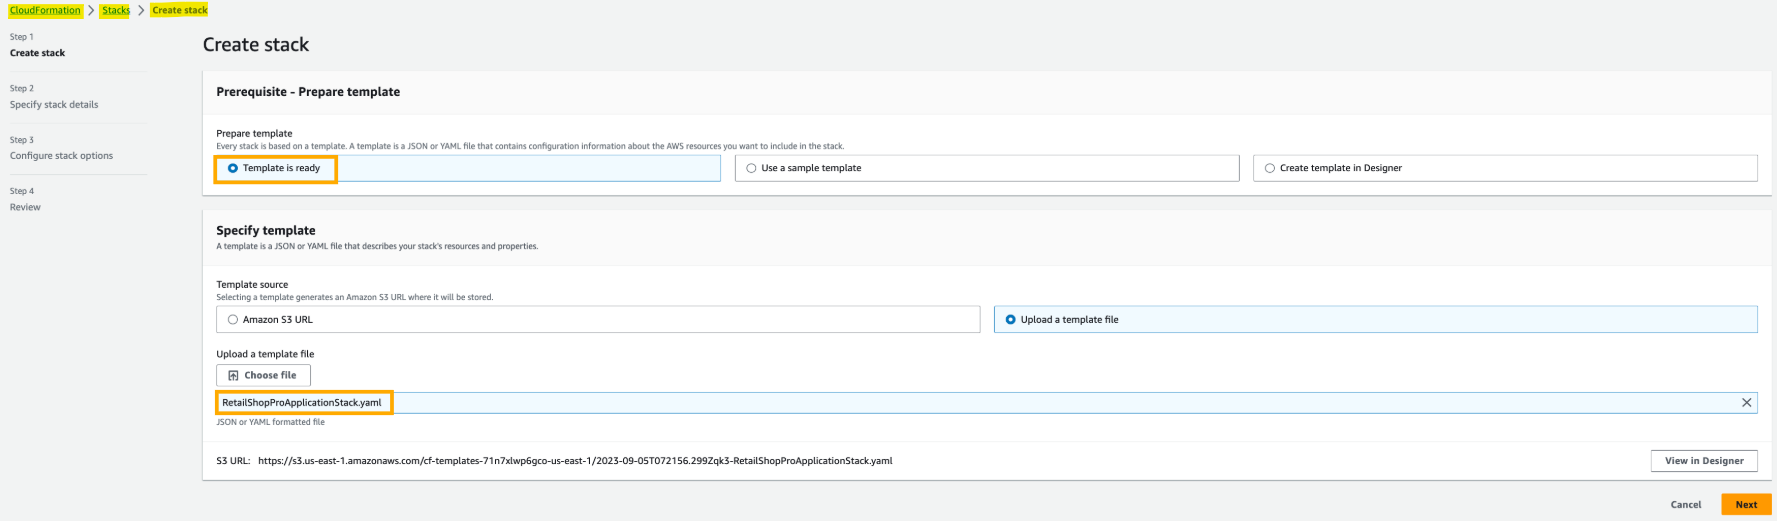 CloudFormation > Stacks > Create stack
Step 1
Create stack
Step 2
Specify stack details
Step 3
Configure stack options
Step 4
Review
Create stack
Prerequisite - Prepare template
Prepare template
Every stack is based on a template. A template is a JSON or YAML file that contains configuration information about the AWS resources you want to include in the stack.
Template is ready
Use a sample template
Create template in Designer
Specify template
A template is a JSON or YAML file that describes your stack's resources and properties.
Template source
Selecting a template generates an Amazon S3 URL where it will be stored.
Amazon S3 URL
Upload a template file
Upload a template file
Choose file
RetailShopProApplicationStack.yaml
JSON or YAML formatted file
S3 URL: https://s3.us-east-1.amazonaws.com/cf-templates-71n7xlwp6gco-us-east-1/2023-09-05T072156.299Zqk3-RetailShopProApplicationStack.yaml
View in Designer
Cancel
Next